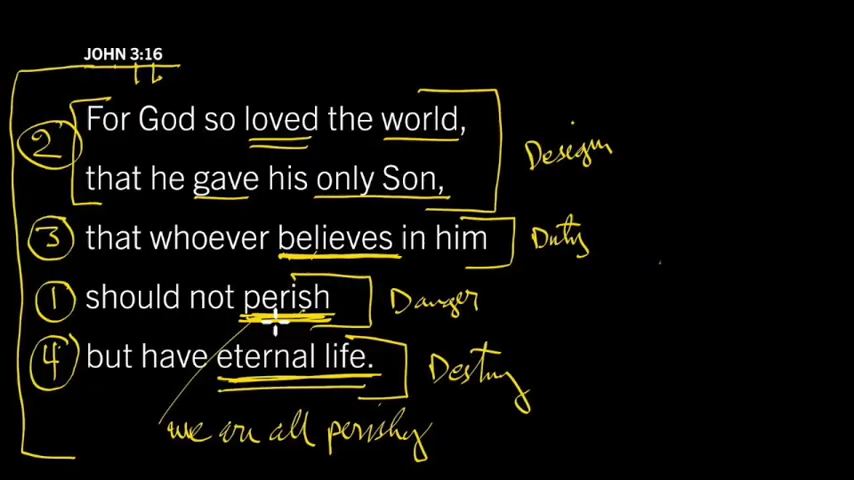 JOHN 3:16
2 For God so loved the world,
that he gave his only Son,
Design
3 that whoever believes in him Duty
1 should not perish Danger
4 but have eternal life. Destiny
we are all perishing